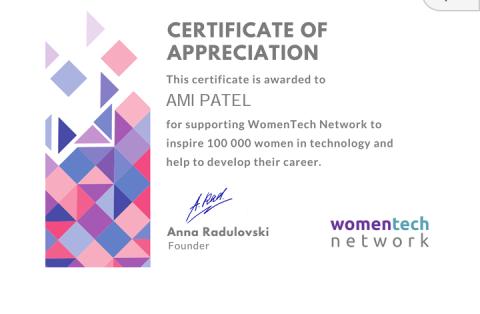 CERTIFICATE OF
APPRECIATION
This certificate is awarded to
AMI PATEL
for supporting WomenTech Network to
inspire 100 000 women in technology and
help to develop their career.
A. Rad
Anna Radulovski
Founder
womentech
network